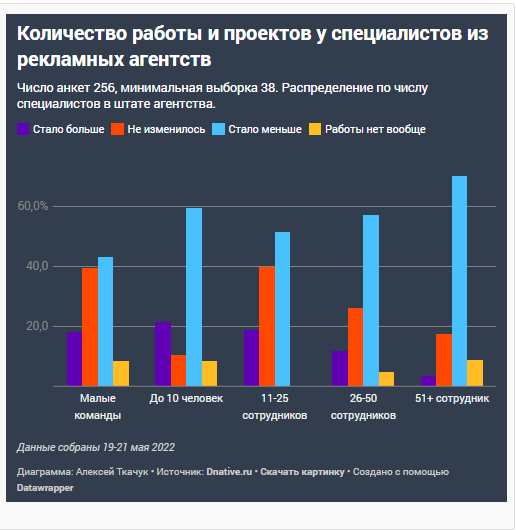 Количество работы и проектов у специалистов из
рекламных агентств
Число анкет 256, минимальная выборка 38. Распределение по числу
специалистов в штате агентства.
Стало больше Не изменилось Стало меньше Работы нет вообще
60,0%
40,0
20,0
Малые
команды
До 10 человек
11-25
сотрудников
26-50
сотрудников
51+ сотрудник
Данные собраны 19-21 мая 2022
Диаграмма: Алексей Ткачук • Источник: Dnative.ru • Скачать картинку • Создано с помощью
Datawrapper